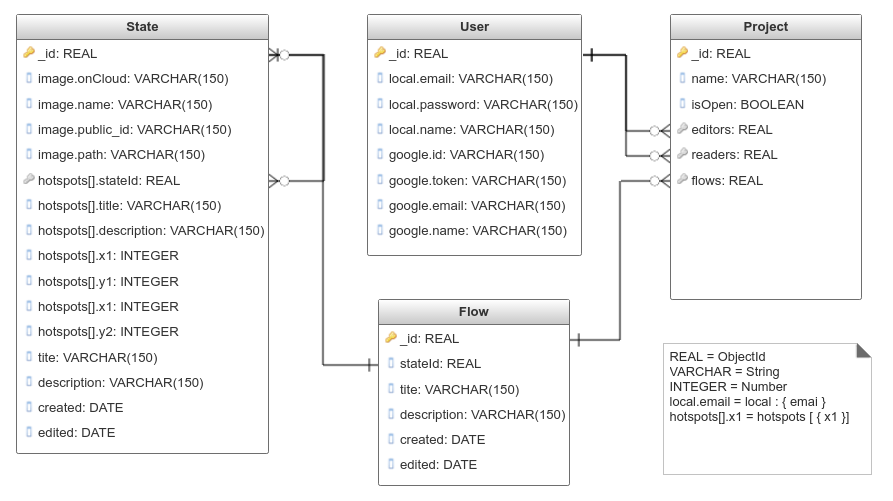 State
_id: REAL
image.onCloud: VARCHAR(150)
image.name: VARCHAR(150)
image.public_id: VARCHAR(150)
image.path: VARCHAR(150)
hotspots[].stateId: REAL
hotspots[].title: VARCHAR(150)
hotspots[].description: VARCHAR(150)
hotspots[].x1: INTEGER
hotspots[].y1: INTEGER
hotspots[].x1: INTEGER
hotspots[].y2: INTEGER
tite: VARCHAR(150)
description: VARCHAR(150)
created: DATE
edited: DATE
User
_id: REAL
local.email: VARCHAR(150)
local.password: VARCHAR(150)
local.name: VARCHAR(150)
google.id: VARCHAR(150)
google.token: VARCHAR(150)
google.email: VARCHAR(150)
google.name: VARCHAR(150)
Project
_id: REAL
name: VARCHAR(150)
isOpen: BOOLEAN
editors: REAL
readers: REAL
flows: REAL
Flow
_id: REAL
stateId: REAL
tite: VARCHAR(150)
description: VARCHAR(150)
created: DATE
edited: DATE
REAL = ObjectId
VARCHAR = String
INTEGER = Number
local.email = local : { emai }
hotspots[].x1 = hotspots [ { x1 }]